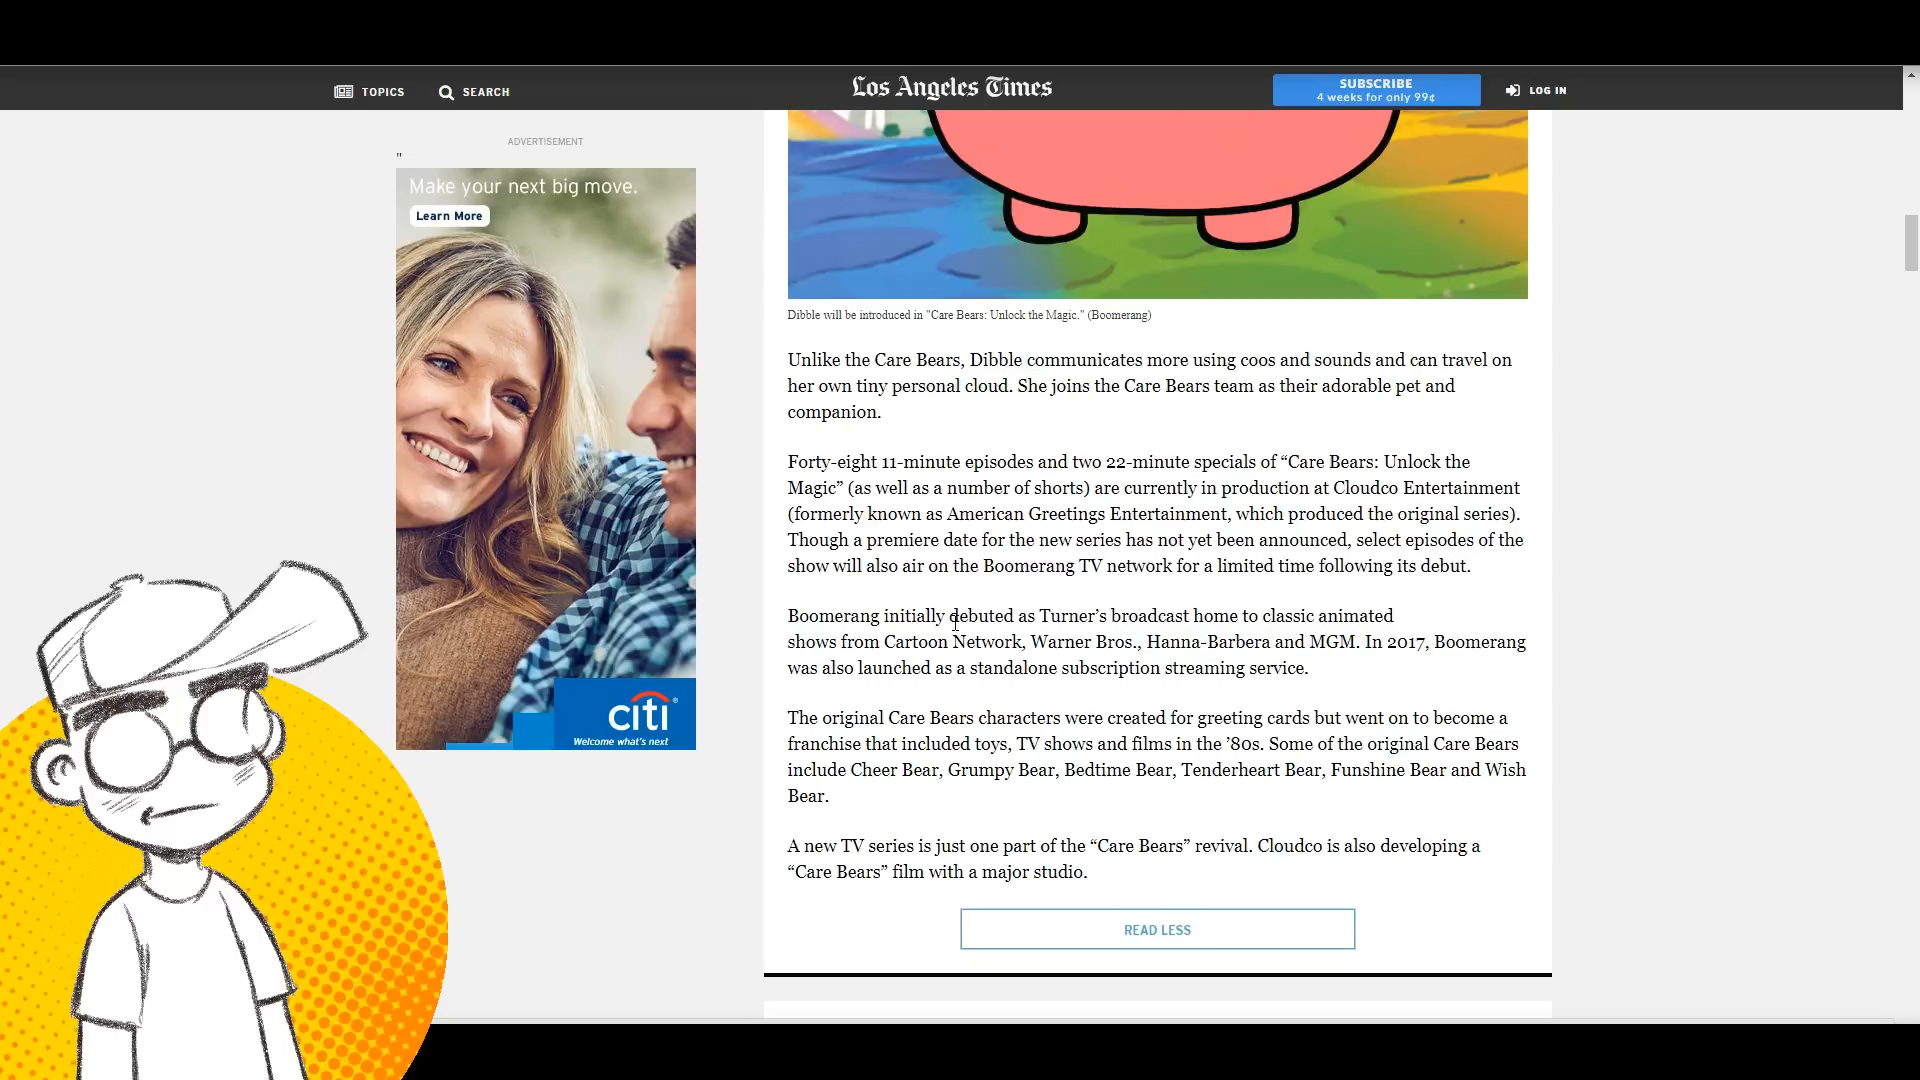 TOPICS
SEARCH
Los Angeles Times
SUBSCRIBE
4 weeks for only 99¢
LOG IN
ADVERTISEMENT
"
Make your next big move.
Learn More
citi®
Welcome what's next
Dibble will be introduced in "Care Bears: Unlock the Magic." (Boomerang)
Unlike the Care Bears, Dibble communicates more using coos and sounds and can travel on
her own tiny personal cloud. She joins the Care Bears team as their adorable pet and
companion.
Forty-eight 11-minute episodes and two 22-minute specials of “Care Bears: Unlock the
Magic” (as well as a number of shorts) are currently in production at Cloudco Entertainment
(formerly known as American Greetings Entertainment, which produced the original series).
Though a premiere date for the new series has not yet been announced, select episodes of the
show will also air on the Boomerang TV network for a limited time following its debut.
Boomerang initially debuted as Turner’s broadcast home to classic animated
shows from Cartoon Network, Warner Bros., Hanna-Barbera and MGM. In 2017, Boomerang
was also launched as a standalone subscription streaming service.
The original Care Bears characters were created for greeting cards but went on to become a
franchise that included toys, TV shows and films in the ’80s. Some of the original Care Bears
include Cheer Bear, Grumpy Bear, Bedtime Bear, Tenderheart Bear, Funshine Bear and Wish
Bear.
A new TV series is just one part of the “Care Bears” revival. Cloudco is also developing a
“Care Bears” film with a major studio.
READ LESS